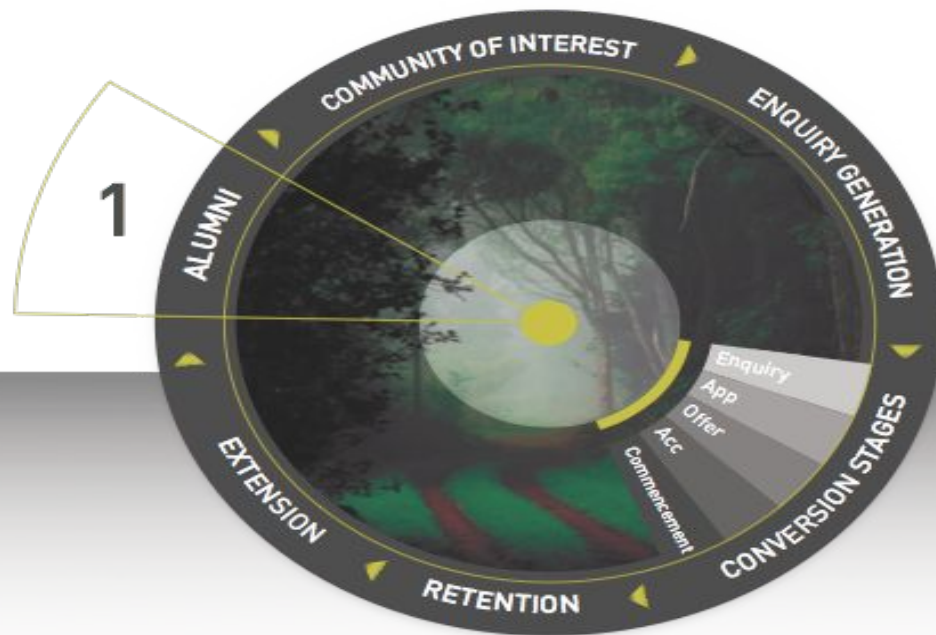 1
COMMUNITY OF INTEREST
ENQUIRY GENERATION
CONVERSION STAGES
RETENTION
EXTENSION
ALUMNI
Enquiry
App
Offer
Acc
Commencement